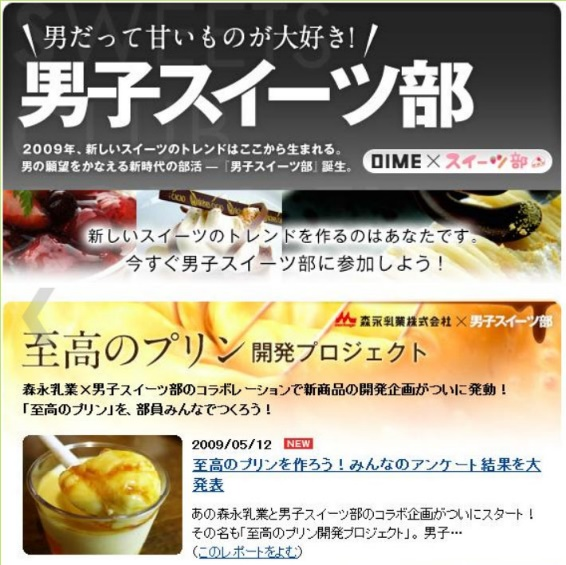 SWEETS
CLUB
男だって甘いものが大好き!
男子スイーツ部
2009年、新しいスイーツのトレンドはここから生まれる。
男の願望をかなえる新時代の部活 ―『男子スイーツ部』誕生。
DIME×スイーツ部
新しいスイーツのトレンドを作るのはあなたです。
今すぐ男子スイーツ部に参加しよう!
森永乳業株式会社×男子スイーツ部
至高のプリン 開発プロジェクト
森永乳業×男子スイーツ部のコラボレーションで新商品の開発企画がついに発動!
「至高のプリン」を、部員みんなでつくろう!
2009/05/12 NEW
至高のプリンを作ろう!みんなのアンケート結果を大
発表
あの森永乳業と男子スイーツ部のコラボ企画がついにスタート!
その名も「至高のプリン開発プロジェクト」。男子…
(このレポートをよむ)